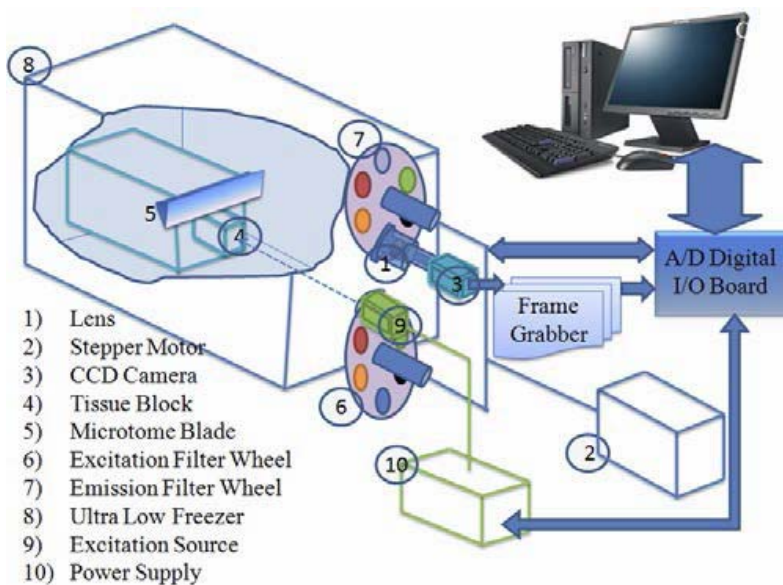 8
7
5
4
1
3
A/D Digital
I/O Board
Frame
Grabber
9
6
2
10
1) Lens
2) Stepper Motor
3) CCD Camera
4) Tissue Block
5) Microtome Blade
6) Excitation Filter Wheel
7) Emission Filter Wheel
8) Ultra Low Freezer
9) Excitation Source
10) Power Supply